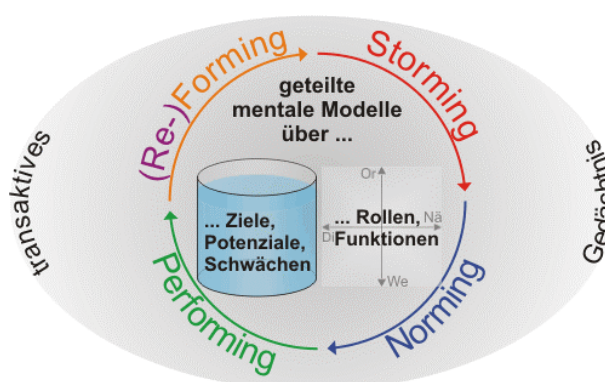 (Re-)Forming
Storming
geteilte
mentale Modelle
über ...
transaktives
Gedächtnis
Or
... Ziele,
Potenziale,
Schwächen
... Rollen,
Funktionen
Di
Nä
We
Performing
Norming